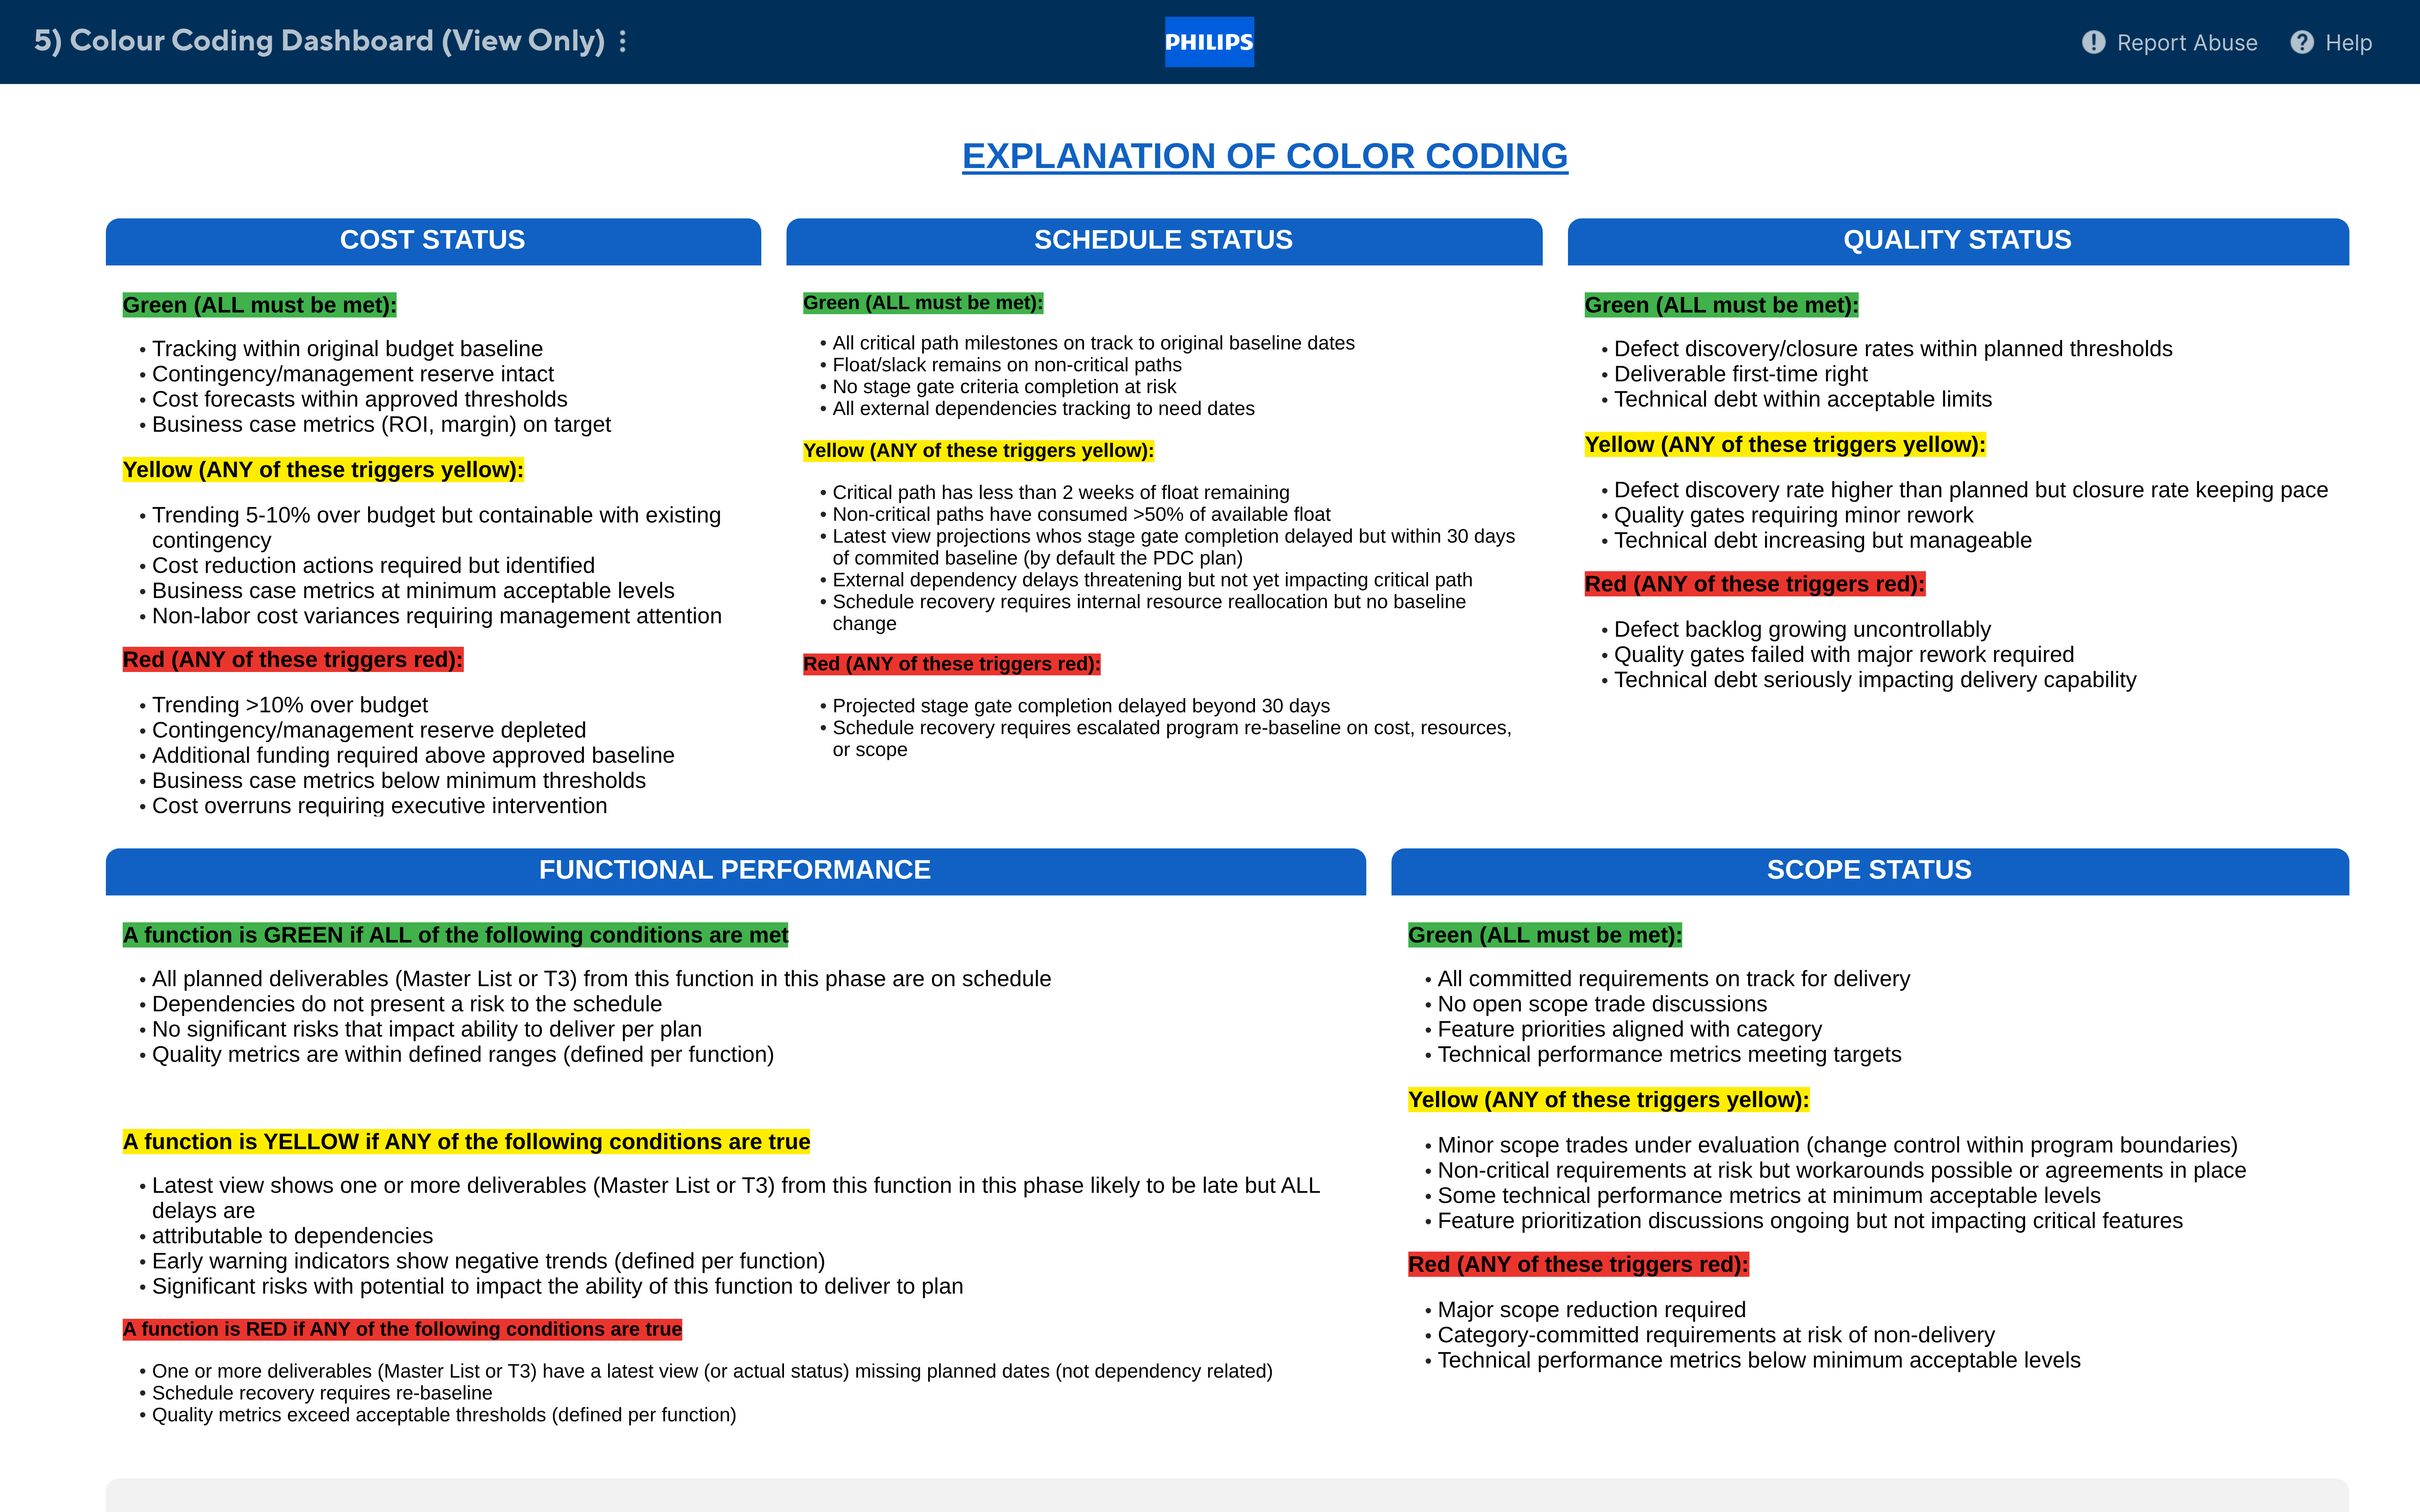 5) Colour Coding Dashboard (View Only)
PHILIPS
Report Abuse
Help
EXPLANATION OF COLOR CODING
COST STATUS
Green (ALL must be met):
• Tracking within original budget baseline
• Contingency/management reserve intact
• Cost forecasts within approved thresholds
• Business case metrics (ROI, margin) on target
Yellow (ANY of these triggers yellow):
• Trending 5-10% over budget but containable with existing
contingency
• Cost reduction actions required but identified
• Business case metrics at minimum acceptable levels
• Non-labor cost variances requiring management attention
Red (ANY of these triggers red):
• Trending >10% over budget
• Contingency/management reserve depleted
• Additional funding required above approved baseline
• Business case metrics below minimum thresholds
• Cost overruns requiring executive intervention
SCHEDULE STATUS
Green (ALL must be met):
• All critical path milestones on track to original baseline dates
• Float/slack remains on non-critical paths
• No stage gate criteria completion at risk
• All external dependencies tracking to need dates
Yellow (ANY of these triggers yellow):
• Critical path has less than 2 weeks of float remaining
• Non-critical paths have consumed >50% of available float
• Latest view projections whos stage gate completion delayed but within 30 days
of commited baseline (by default the PDC plan)
• External dependency delays threatening but not yet impacting critical path
• Schedule recovery requires internal resource reallocation but no baseline
change
Red (ANY of these triggers red):
• Projected stage gate completion delayed beyond 30 days
• Schedule recovery requires escalated program re-baseline on cost, resources,
or scope
QUALITY STATUS
Green (ALL must be met):
• Defect discovery/closure rates within planned thresholds
• Deliverable first-time right
• Technical debt within acceptable limits
Yellow (ANY of these triggers yellow):
• Defect discovery rate higher than planned but closure rate keeping pace
• Quality gates requiring minor rework
• Technical debt increasing but manageable
Red (ANY of these triggers red):
• Defect backlog growing uncontrollably
• Quality gates failed with major rework required
• Technical debt seriously impacting delivery capability
FUNCTIONAL PERFORMANCE
A function is GREEN if ALL of the following conditions are met
• All planned deliverables (Master List or T3) from this function in this phase are on schedule
• Dependencies do not present a risk to the schedule
• No significant risks that impact ability to deliver per plan
• Quality metrics are within defined ranges (defined per function)
A function is YELLOW if ANY of the following conditions are true
• Latest view shows one or more deliverables (Master List or T3) from this function in this phase likely to be late but ALL
delays are
• attributable to dependencies
• Early warning indicators show negative trends (defined per function)
• Significant risks with potential to impact the ability of this function to deliver to plan
A function is RED if ANY of the following conditions are true
• One or more deliverables (Master List or T3) have a latest view (or actual status) missing planned dates (not dependency related)
• Schedule recovery requires re-baseline
• Quality metrics exceed acceptable thresholds (defined per function)
SCOPE STATUS
Green (ALL must be met):
• All committed requirements on track for delivery
• No open scope trade discussions
• Feature priorities aligned with category
• Technical performance metrics meeting targets
Yellow (ANY of these triggers yellow):
• Minor scope trades under evaluation (change control within program boundaries)
• Non-critical requirements at risk but workarounds possible or agreements in place
• Some technical performance metrics at minimum acceptable levels
• Feature prioritization discussions ongoing but not impacting critical features
Red (ANY of these triggers red):
• Major scope reduction required
• Category-committed requirements at risk of non-delivery
• Technical performance metrics below minimum acceptable levels